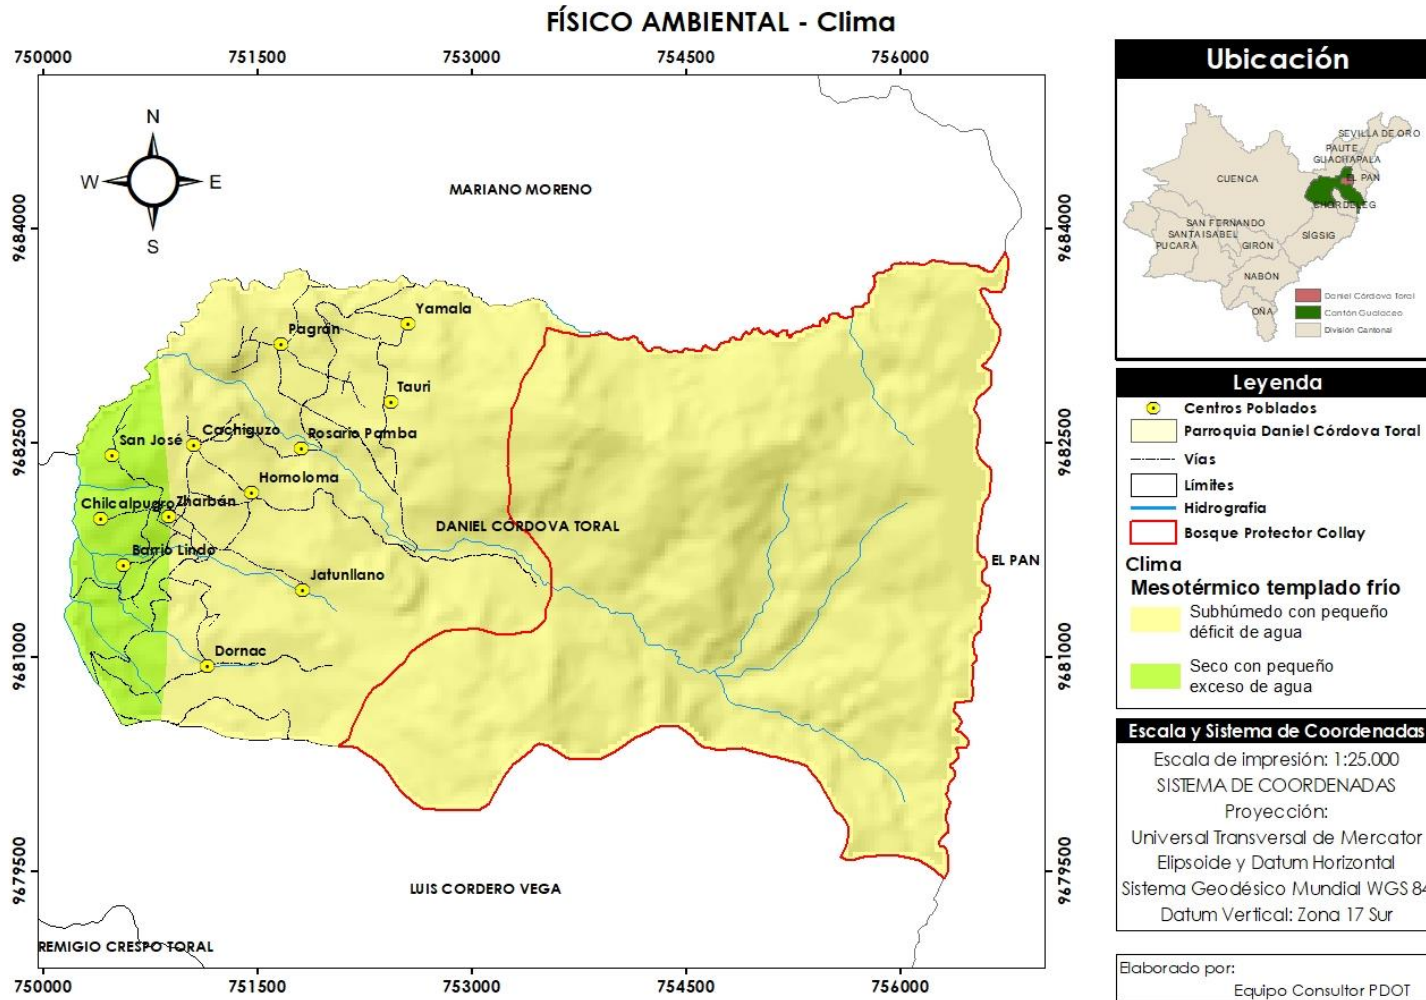 FÍSICO AMBIENTAL - Clima
750000
751500
753000
754500
756000
N
W
E
S
9684000
9682500
9681000
9679500
9684000
9682500
9681000
9679500
MARIANO MORENO
Yamala
Pagrán
Tauri
San José
Cachiguzo
Rosario Pamba
Hornoloma
Chilcalpugro
Zharbán
DANIEL CÓRDOVA TORAL
Barrio Lindo
EL PAN
Jatunllano
Dornac
LUIS CORDERO VEGA
REMIGIO CRESPO TORAL
750000
751500
753000
754500
756000
Ubicación
SEVILLA DE ORO
PAUTE
GUACHAPALA
CUENCA
EL PAN
CHORDELEG
SAN FERNANDO
SANTA ISABEL
SÍGSIG
PUCARÁ
GIRÓN
NABÓN
OÑA
Daniel Córdova Toral
Cantón Gualaceo
División Cantonal
Leyenda
Centros Poblados
Parroquia Daniel Córdova Toral
Vías
Límites
Hidrografia
Bosque Protector Collay
Clima
Mesotérmico templado frío
Subhúmedo con pequeño
déficit de agua
Seco con pequeño
exceso de agua
Escala y Sistema de Coordenadas
Escala de impresión: 1:25.000
SISTEMA DE COORDENADAS
Proyección:
Universal Transversal de Mercator
Elipsoide y Datum Horizontal
Sistema Geodésico Mundial WGS 84
Datum Vertical: Zona 17 Sur
Elaborado por:
Equipo Consultor PDOT